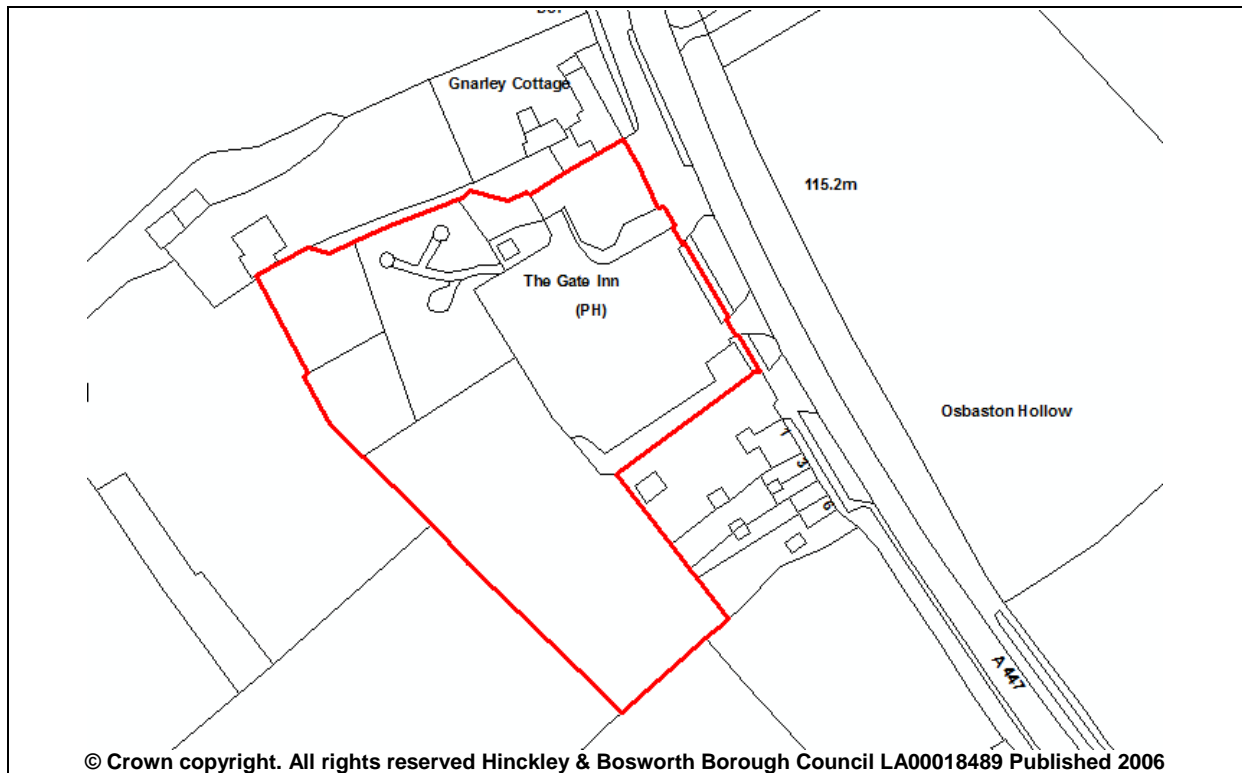 Gnarley Cottage
115.2m
The Gate Inn
(PH)
Osbaston Hollow
1
3
6
A 447
© Crown copyright. All rights reserved Hinckley & Bosworth Borough Council LA00018489 Published 2006